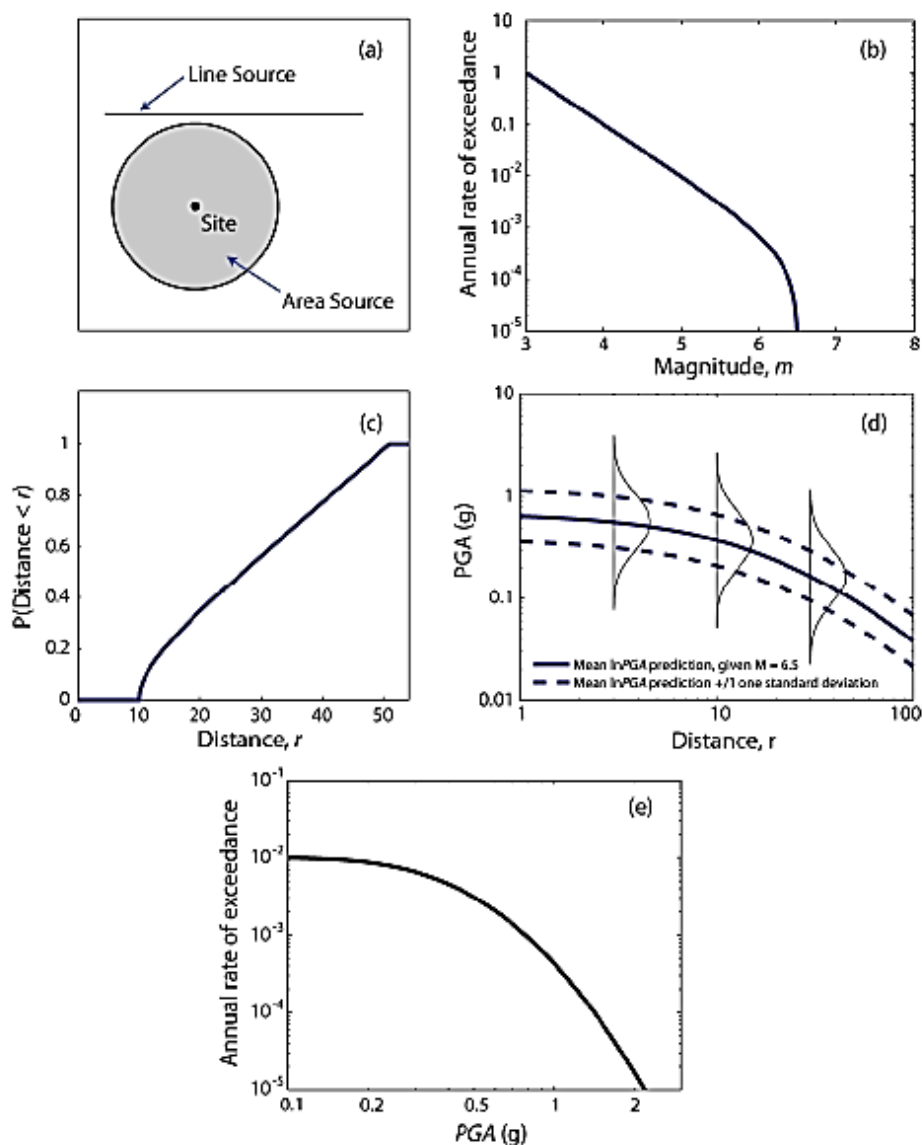 (a)
Line Source
Site
Area Source
(b)
Annual rate of exceedance
10
1
0.1
10-2
10-3
10-4
10-5
3 4 5 6 7 8
Magnitude, m
(c)
P(Distance < r)
1
0.8
0.6
0.4
0.2
0
0 10 20 30 40 50
Distance, r
(d)
PGA (g)
10
1
0.1
0.01
Mean lnPGA prediction, given M = 6.5
Mean lnPGA prediction +/1 one standard deviation
1 10 100
Distance, r
(e)
Annual rate of exceedance
10-1
10-2
10-3
10-4
10-5
0.1 0.2 0.5 1 2
PGA (g)